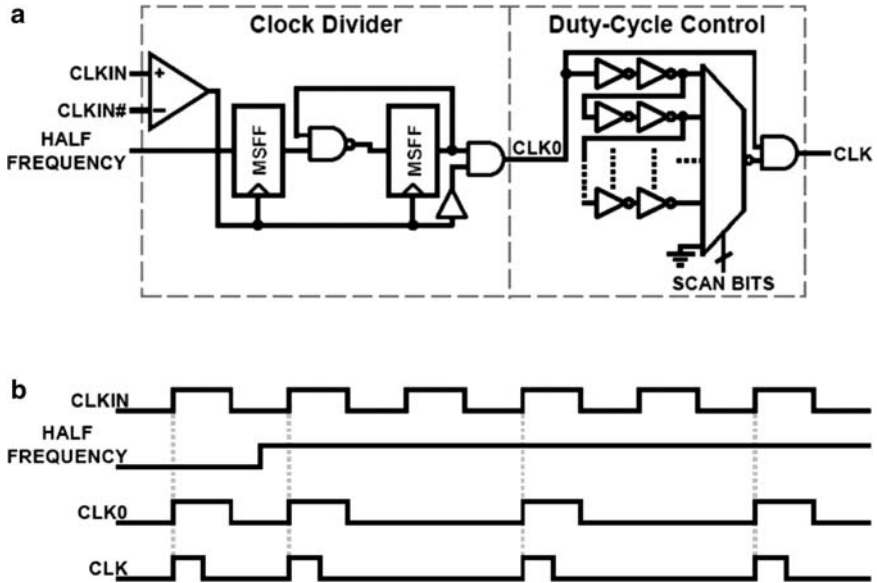 a
Clock Divider
Duty-Cycle Control
CLKIN
+
CLKIN#
−
HALF
FREQUENCY
MSFF
MSFF
CLK0
CLK
SCAN BITS
b
CLKIN
HALF
FREQUENCY
CLK0
CLK